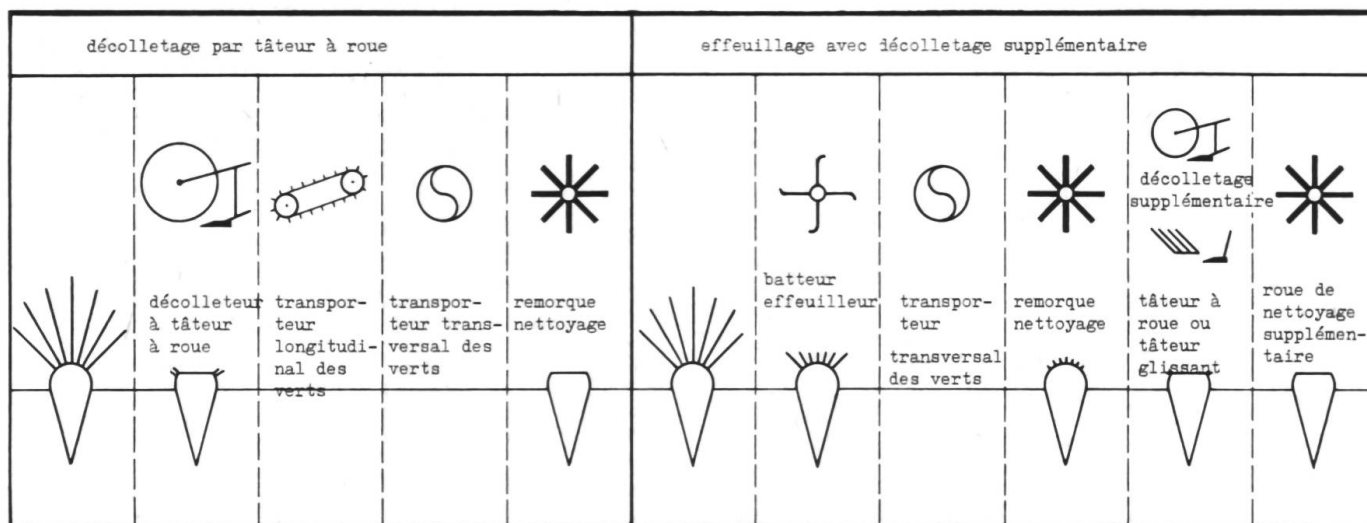 décolletage par tâteur à roue
effeuillage avec décolletage supplémentaire
décolleteur
à tâteur
à roue
transpor-
teur
longitudi-
nal des
verts
transpor-
teur trans-
versal des
verts
remorque
nettoyage
batteur
effeuilleur
transpor-
teur
transversal
des verts
remorque
nettoyage
décolletage
supplémentaire
tâteur à
roue ou
tâteur
glissant
roue de
nettoyage
supplémen-
taire